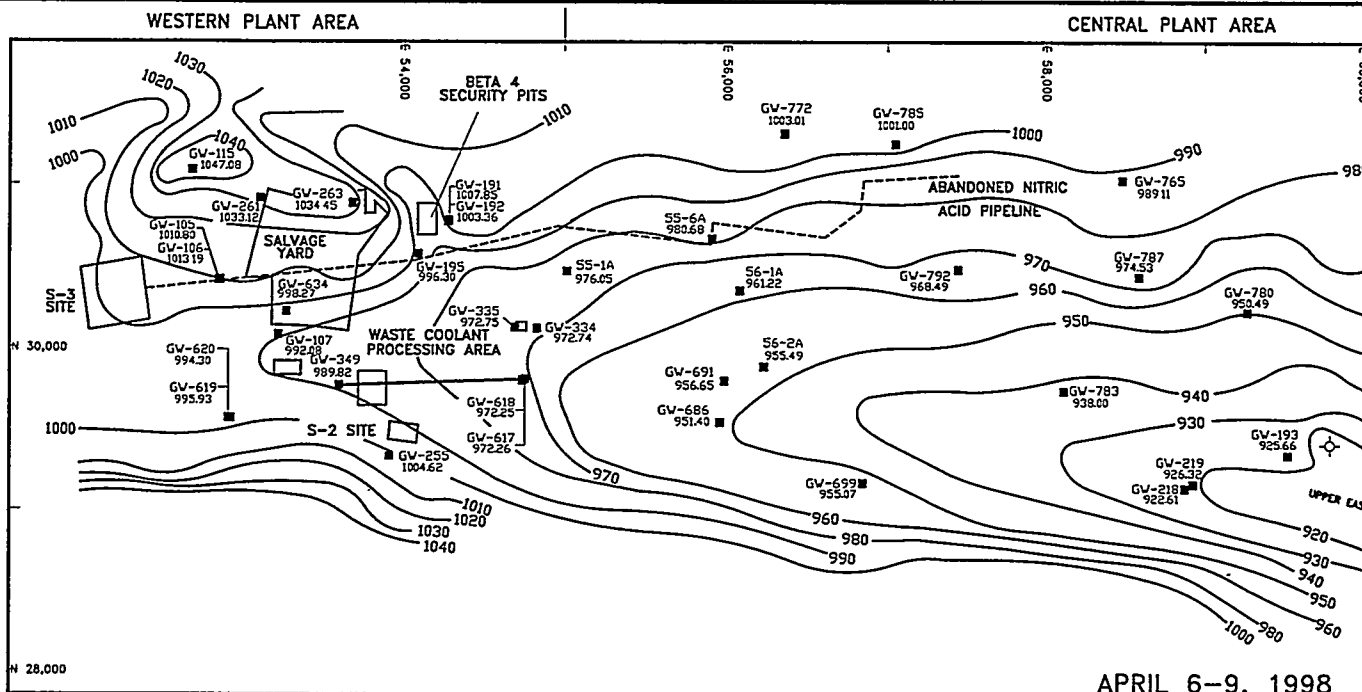 WESTERN PLANT AREA
CENTRAL PLANT AREA
E 54,000
E 56,000
E 58,000
1030
1020
1010
1000
1040
GW-115
1047.08
BETA 4
SECURITY PITS
1010
GW-772
1003.01
GW-785
1001.00
1000
990
980
GW-765
989.11
GW-261
1033.12
GW-263
1034.45
GW-191
1007.85
GW-192
1003.36
ABANDONED NITRIC
ACID PIPELINE
GW-105
1010.80
GW-106
1013.19
SALVAGE
YARD
GW-195
996.30
55-6A
980.68
55-1A
976.05
56-1A
961.22
GW-792
968.49
970
GW-787
974.53
960
GW-780
950.49
950
S-3
SITE
GW-634
998.27
GW-335
972.75
GW-334
972.74
WASTE COOLANT
PROCESSING AREA
N 30,000
GW-107
992.08
GW-349
989.82
GW-620
994.30
GW-619
995.93
56-2A
955.49
GW-691
956.65
GW-686
951.40
GW-783
938.00
940
930
GW-618
972.25
GW-617
972.26
1000
S-2 SITE
GW-255
1004.62
GW-193
925.66
GW-219
926.32
GW-218
922.61
UPPER EAS
970
GW-699
955.07
1010
1020
1030
1040
960
980
990
920
930
940
950
960
980
1000
N 28,000
APRIL 6-9, 1998